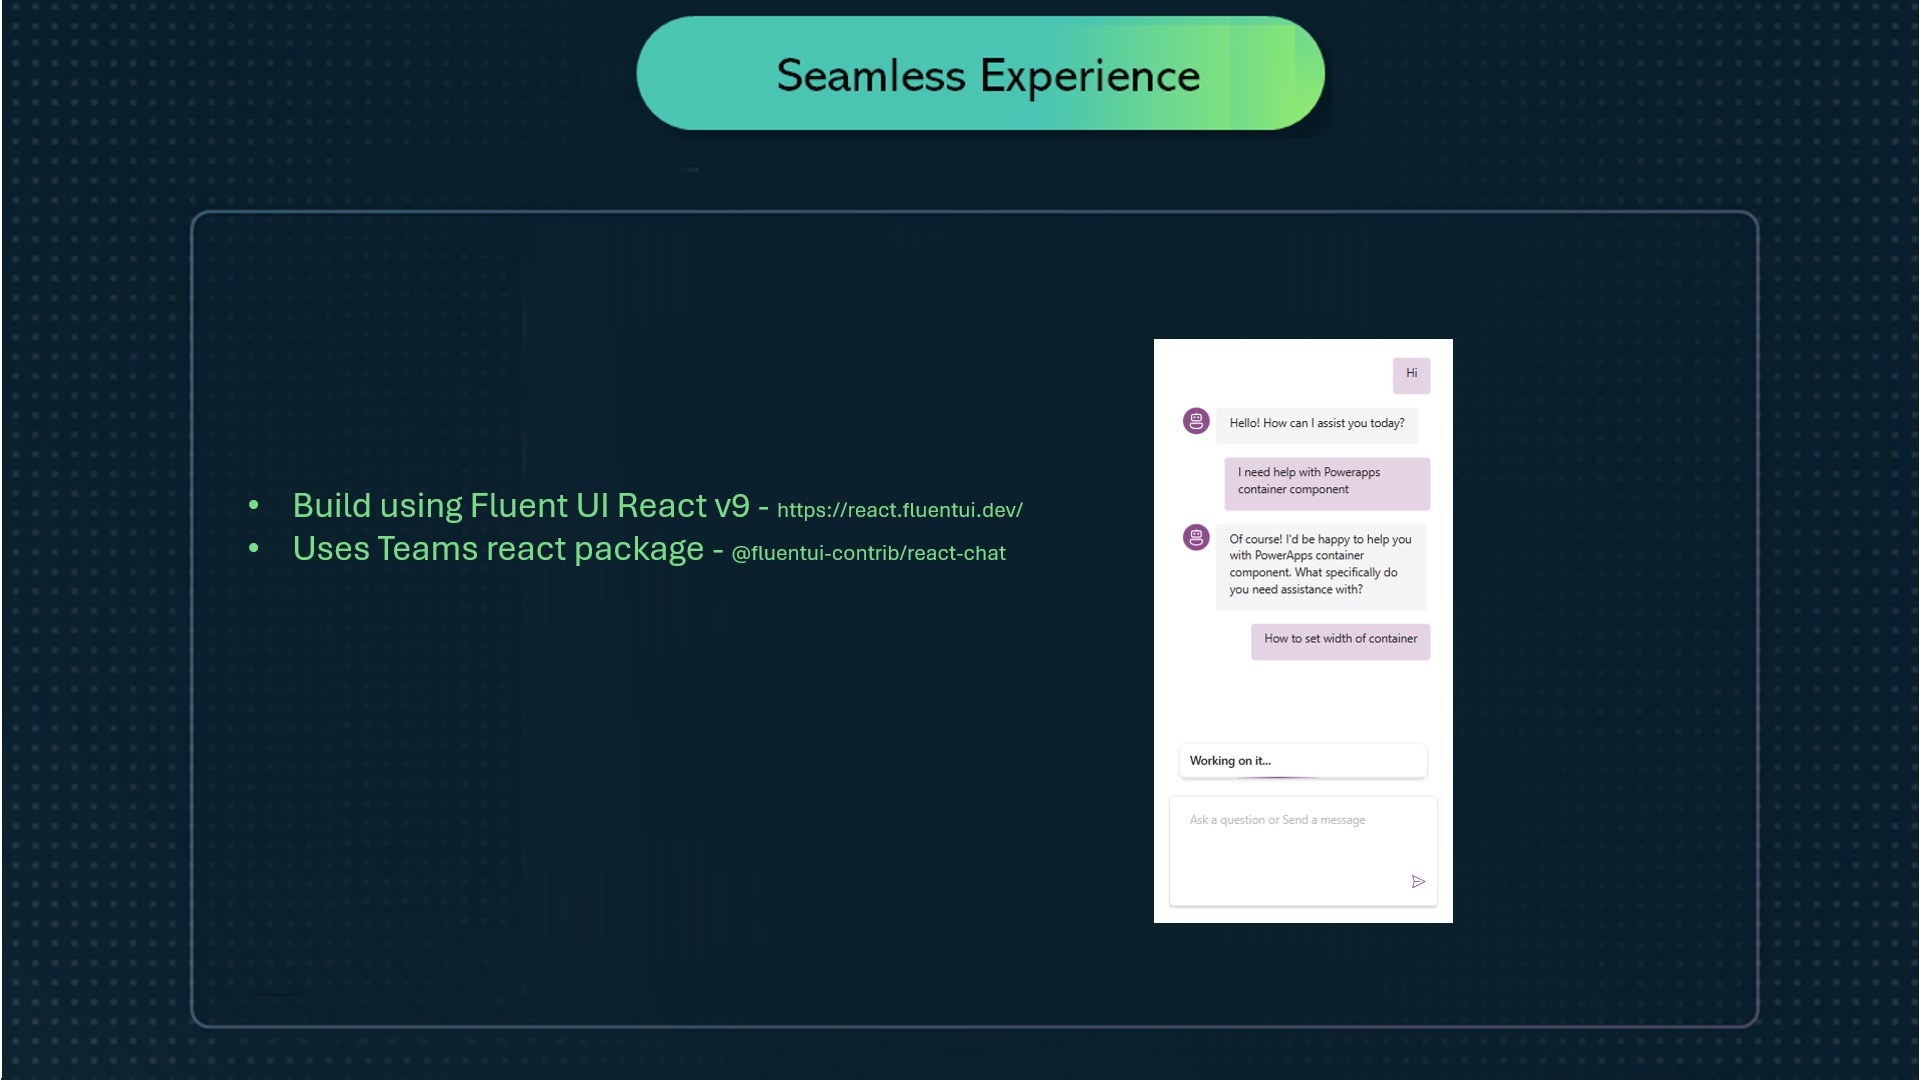 Seamless Experience
• Build using Fluent UI React v9 - https://react.fluentui.dev/
• Uses Teams react package - @fluentui-contrib/react-chat
Hi
Hello! How can I assist you today?
I need help with Powerapps
container component
Of course! I'd be happy to help you
with PowerApps container
component. What specifically do
you need assistance with?
How to set width of container
Working on it...
Ask a question or Send a message